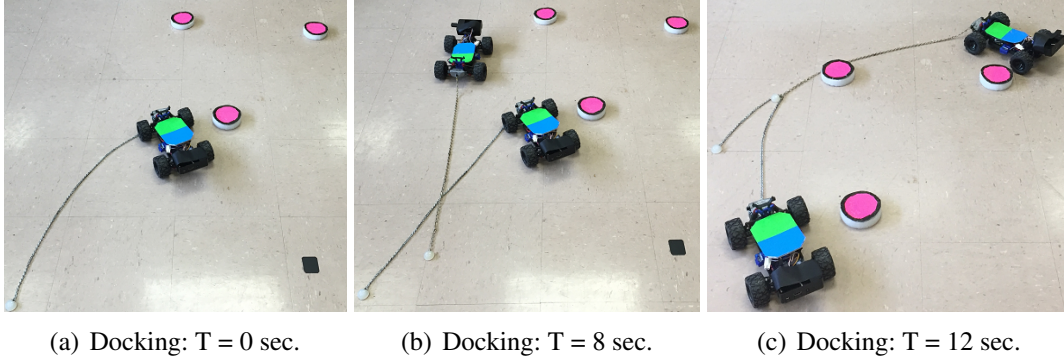 (a) Docking: T = 0 sec.
(b) Docking: T = 8 sec.
(c) Docking: T = 12 sec.